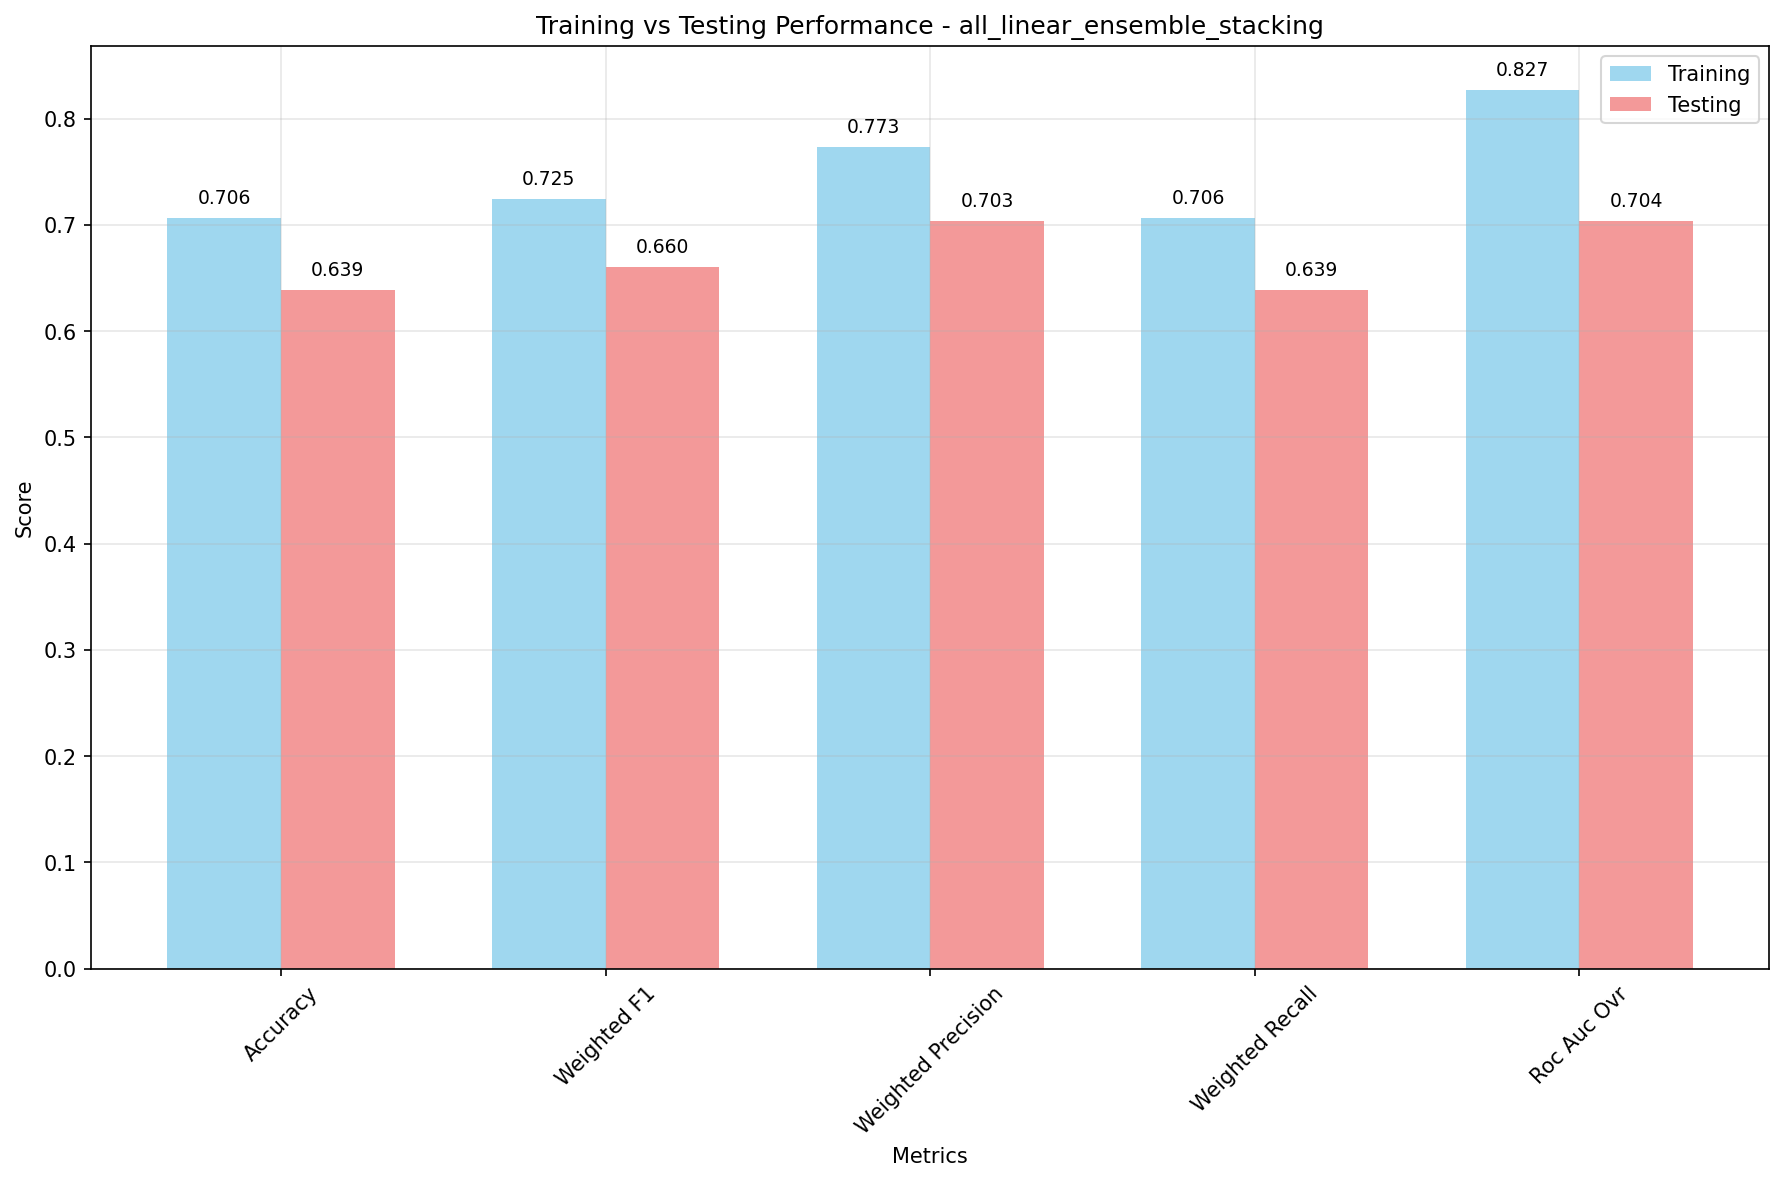 Training vs Testing Performance - all_linear_ensemble_stacking
Training
Testing
0.827
0.773
0.725
0.706
0.706
0.703
0.704
0.660
0.639
0.639
0.8
0.7
0.6
0.5
0.4
0.3
0.2
0.1
0.0
Score
Accuracy
Weighted F1
Weighted Precision
Weighted Recall
Roc Auc Ovr
Metrics